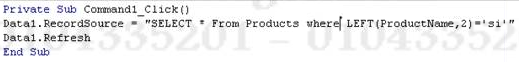 Private Sub Command1_Click()
Data1.RecordSource = "SELECT * From Products where LEFT(ProductName,2)='si'"
Data1.Refresh
End Sub